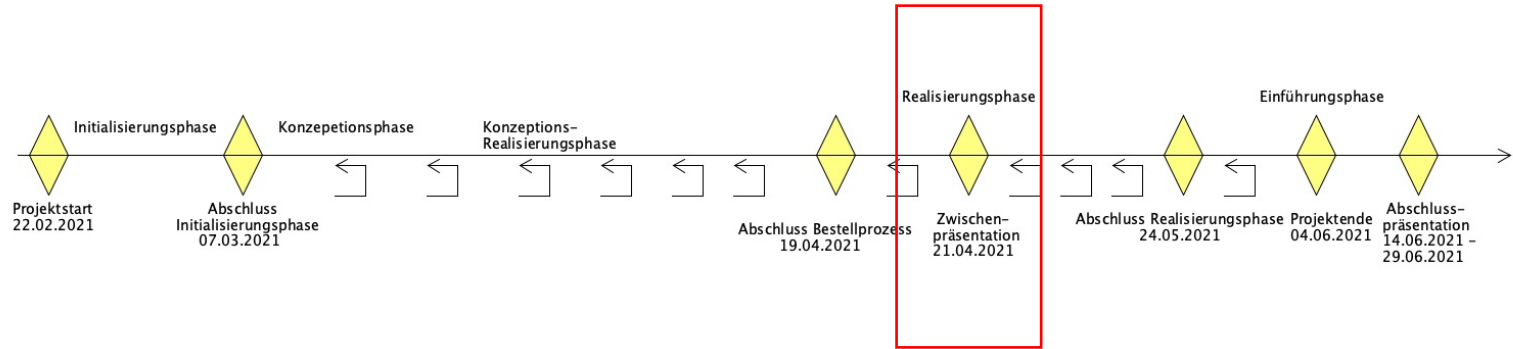 Initialisierungsphase
Konzepetionsphase
Konzeptions-
Realisierungsphase
Realisierungsphase
Einführungsphase
Projektstart
22.02.2021
Abschluss
Initialisierungsphase
07.03.2021
Abschluss Bestellprozess
19.04.2021
Zwischen-
präsentation
21.04.2021
Abschluss Realisierungsphase
24.05.2021
Projektende
04.06.2021
Abschluss-
präsentation
14.06.2021 –
29.06.2021